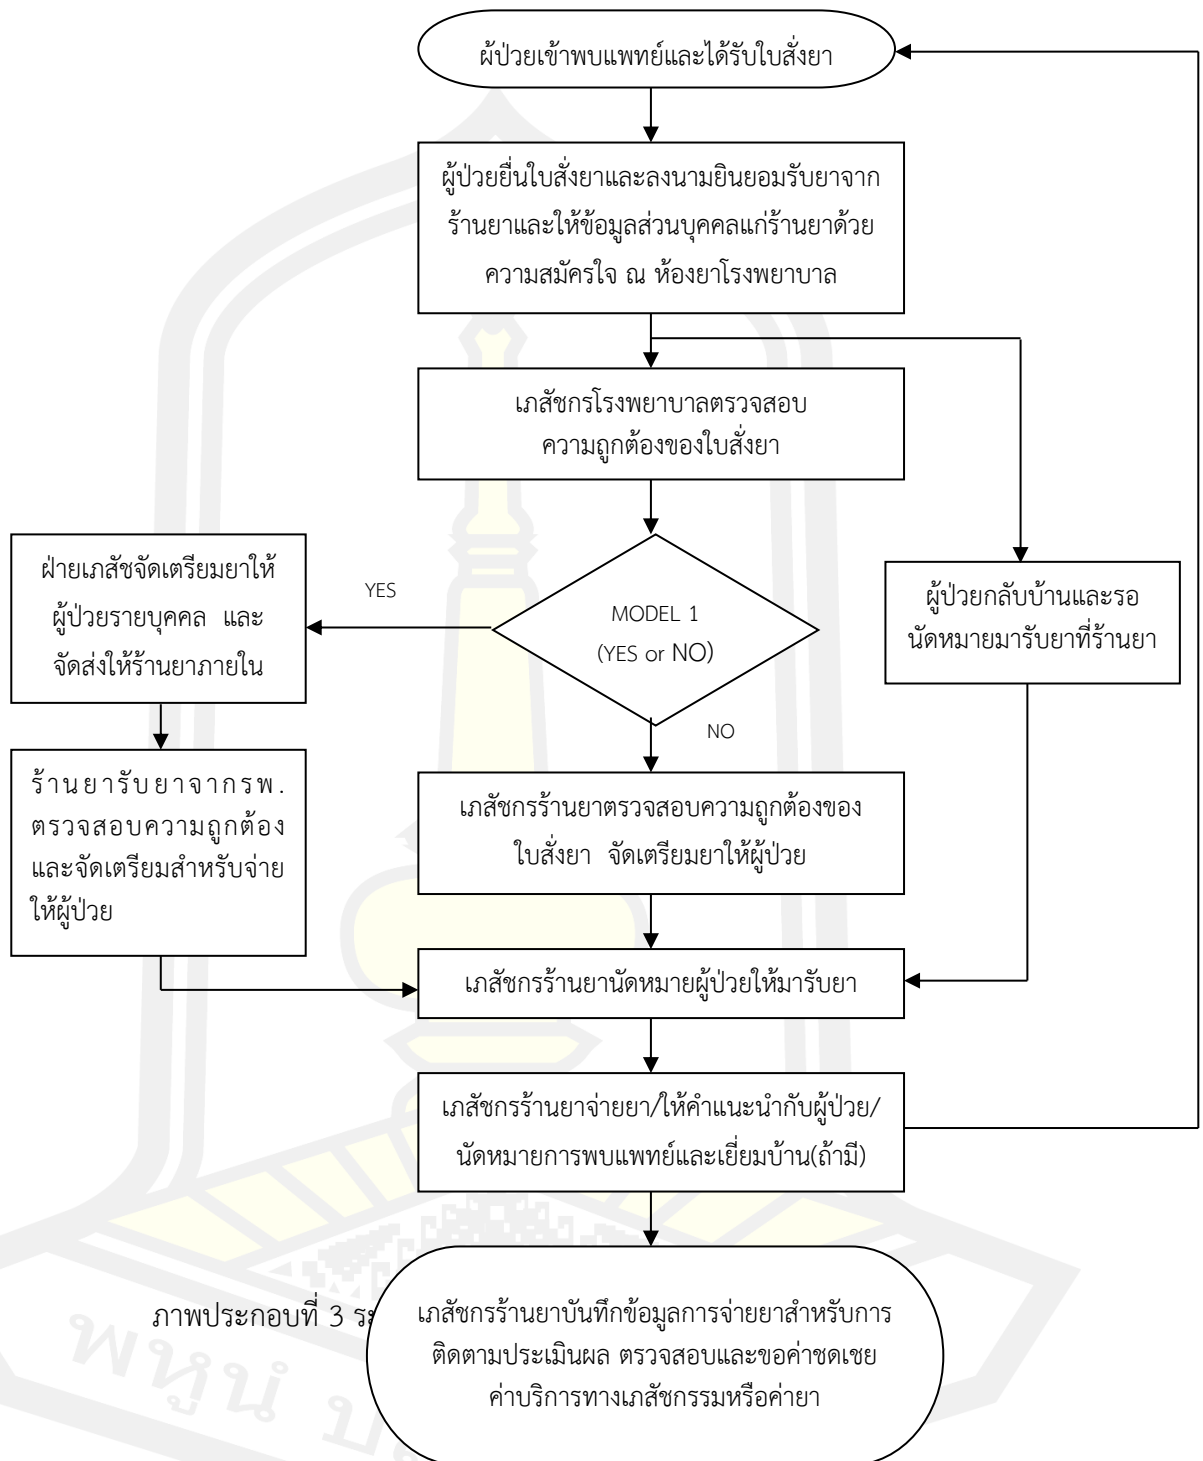 ผ้ป่วยเข้าพบแพทย์และได้รับใบสั่งยา
ผู้ป่วยยื่นใบสั่งยาและลงนามยินยอมรับยาจาก
ร้านยาและให้ข้อมูลส่วนบุคคลแก่ร้านยาด้วย
ความสมัครใจ ณ ห้องยาโรงพยาบาล
เภสัชกรโรงพยาบาลตรวจสอบ
ความถูกต้องของใบสั่งยา
ฝ่ายเภสัชจัดเตรียมยาให้
ผู้ป่วยรายบุคคล และ
จัดส่งให้ร้านยาภายใน
YES
MODEL 1
(YES or NO)
ผู้ป่วยกลับบ้านและรอ
นัดหมายมารับยาที่ร้านยา
NO
ร้านยารับยาจากรพ.
ตรวจสอบความถูกต้อง
และจัดเตรียมสำหรับจ่าย
ให้ผู้ป่วย
เภสัชกรร้านยาตรวจสอบความถูกต้องของ
ใบสั่งยา จัดเตรียมยาให้ผู้ป่วย
เภสัชกรร้านยานัดหมายผู้ป่วยให้มารับยา
เภสัชกรร้านยาจ่ายยา/ให้คำแนะนำกับผู้ป่วย/
นัดหมายการพบแพทย์และเยี่ยมบ้าน(ถ้ามี)
ภาพประกอบที่ 3
เภสัชกรร้านยาบันทึกข้อมูลการจ่ายยาสำหรับการ
ติดตามประเมินผล ตรวจสอบและขอค่าชดเชย
ค่าบริการทางเภสัชกรรมหรือค่ายา
พหูนํ